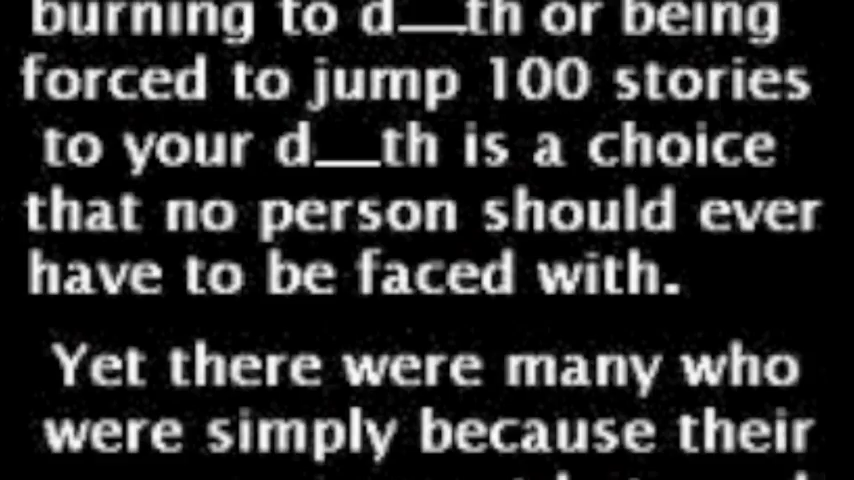 burning to d__th or being
forced to jump 100 stories
to your d__th is a choice
that no person should ever
have to be faced with.
Yet there were many who
were simply because their